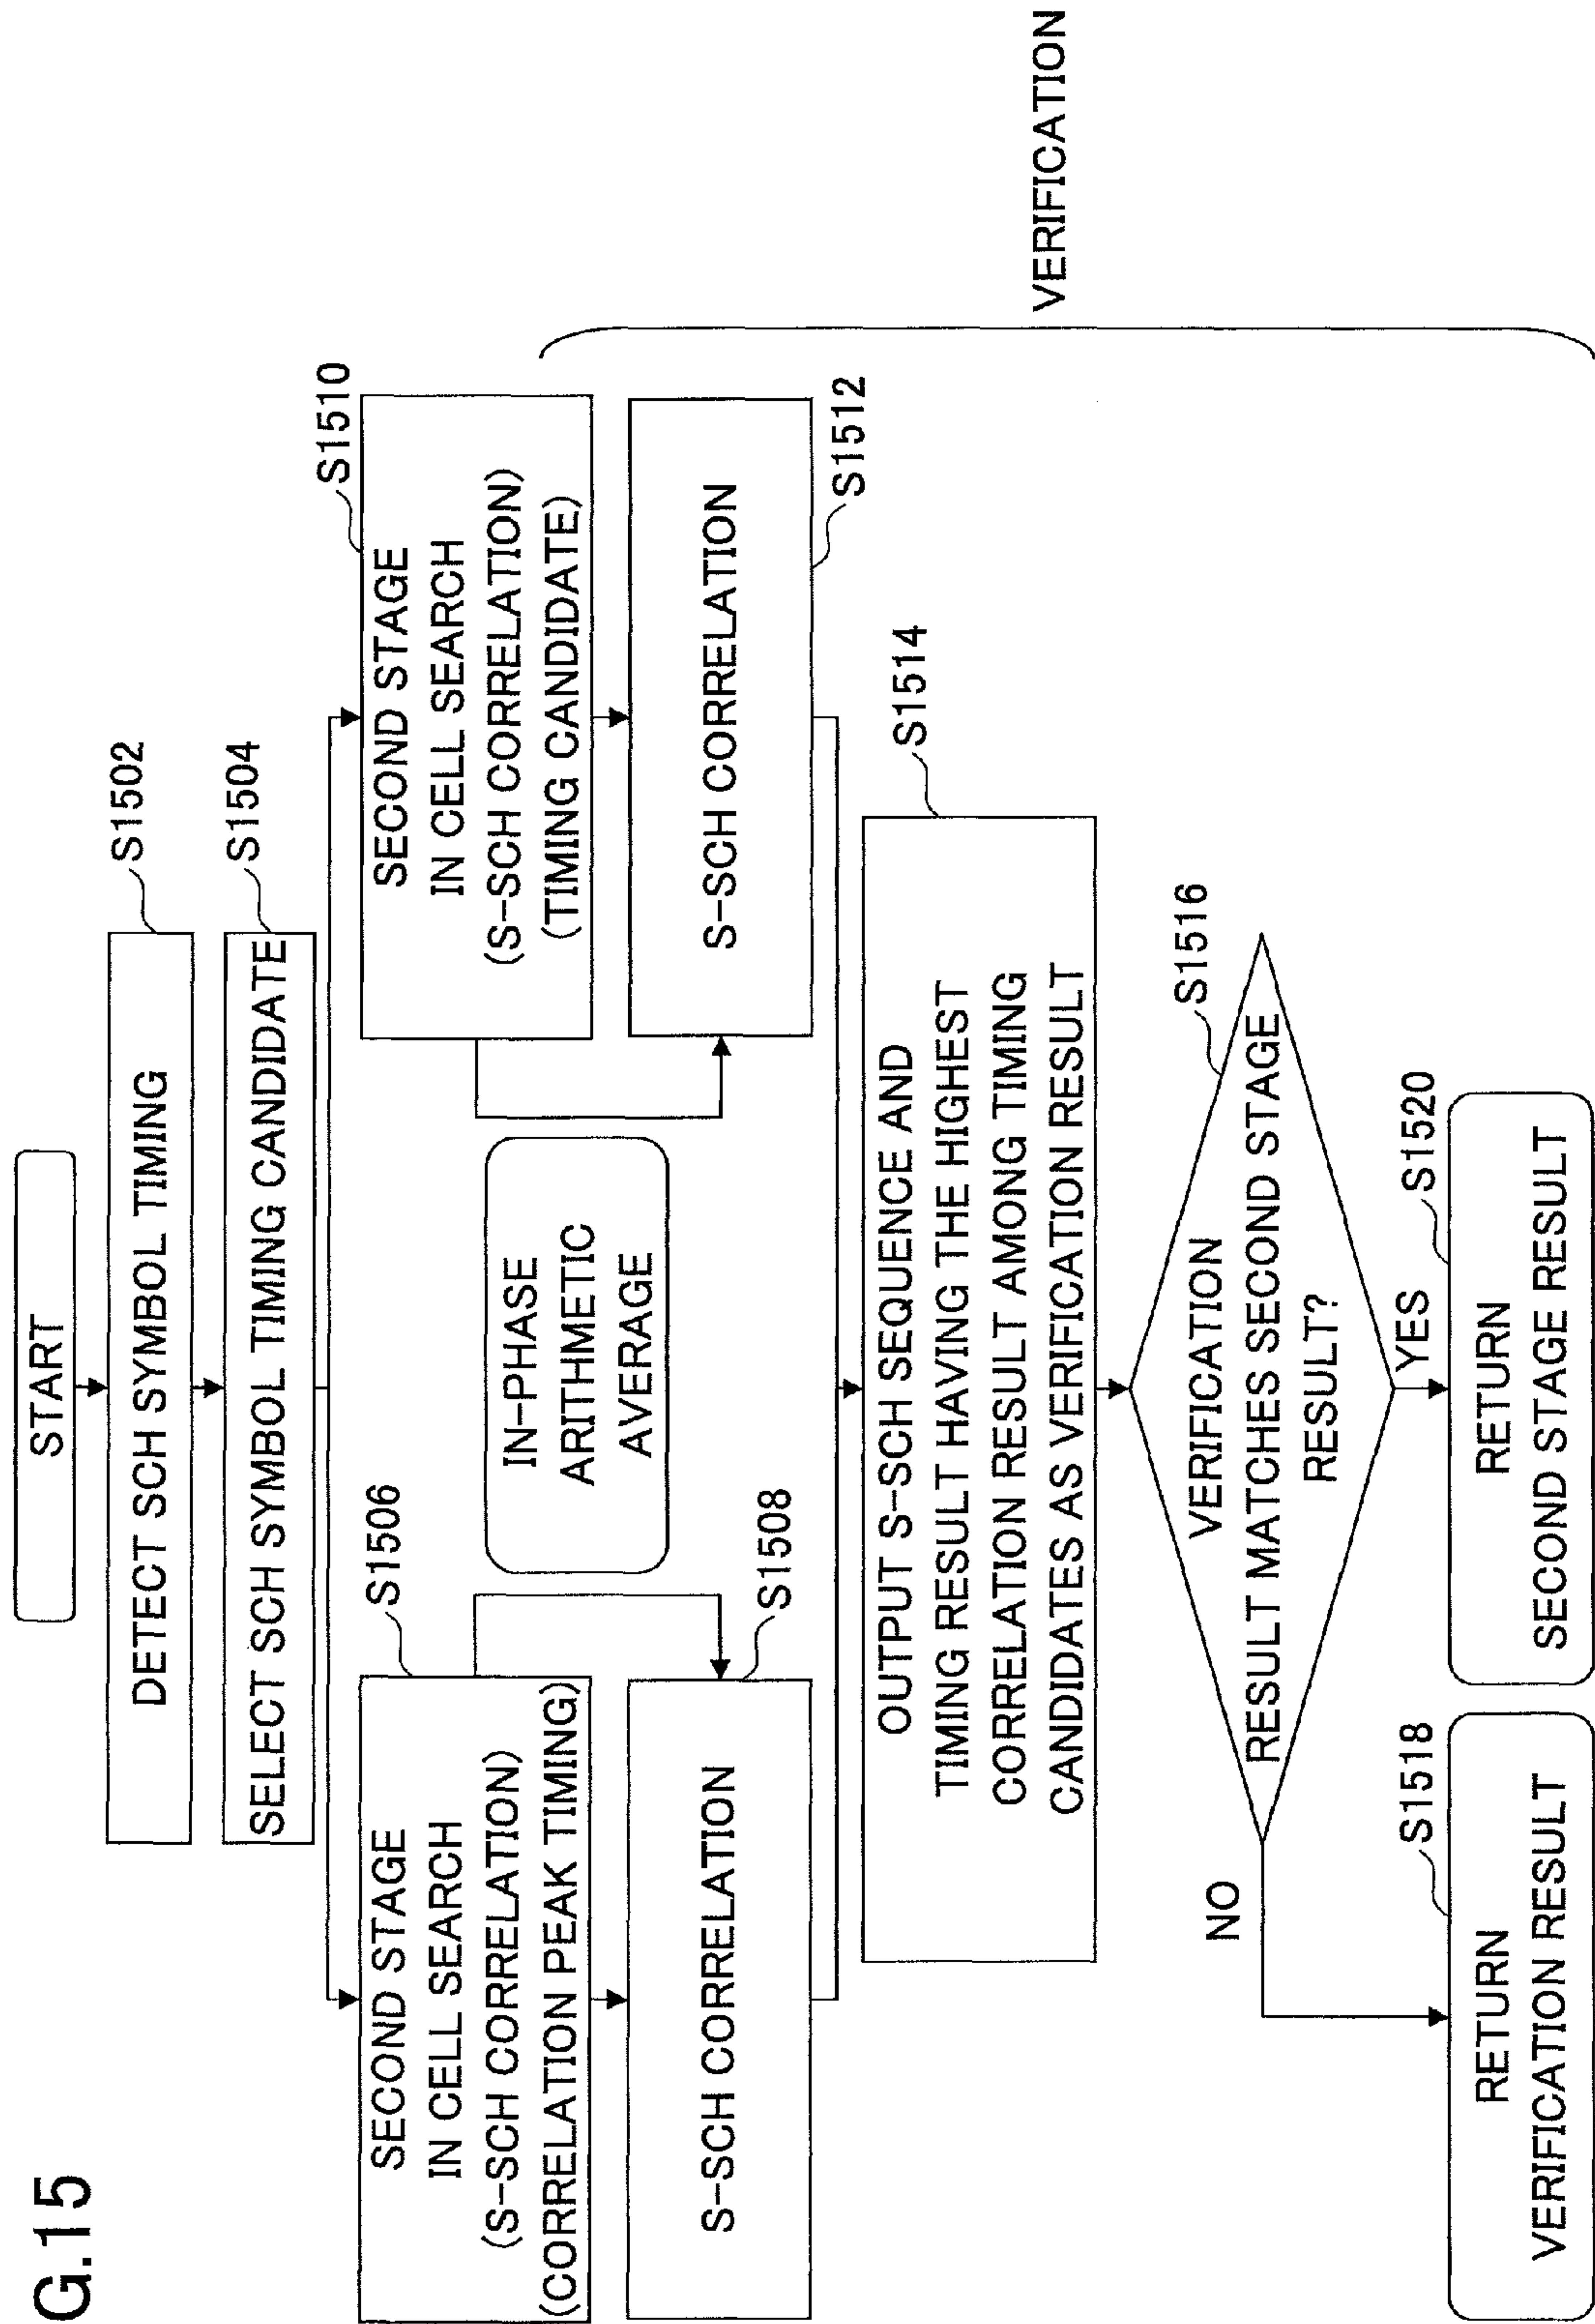 G.15
START
DETECT SCH SYMBOL TIMING
S1502
SELECT SCH SYMBOL TIMING CANDIDATE
S1504
SECOND STAGE
IN CELL SEARCH
(S-SCH CORRELATION)
(CORRELATION PEAK TIMING)
S1506
SECOND STAGE
IN CELL SEARCH
(S-SCH CORRELATION)
(TIMING CANDIDATE)
S1510
IN-PHASE
ARITHMETIC
AVERAGE
S-SCH CORRELATION
S1508
S-SCH CORRELATION
S1512
OUTPUT S-SCH SEQUENCE AND
TIMING RESULT HAVING THE HIGHEST
CORRELATION RESULT AMONG TIMING
CANDIDATES AS VERIFICATION RESULT
S1514
VERIFICATION
VERIFICATION
RESULT MATCHES SECOND STAGE
RESULT?
S1516
NO
YES
RETURN
VERIFICATION RESULT
S1518
RETURN
SECOND STAGE RESULT
S1520